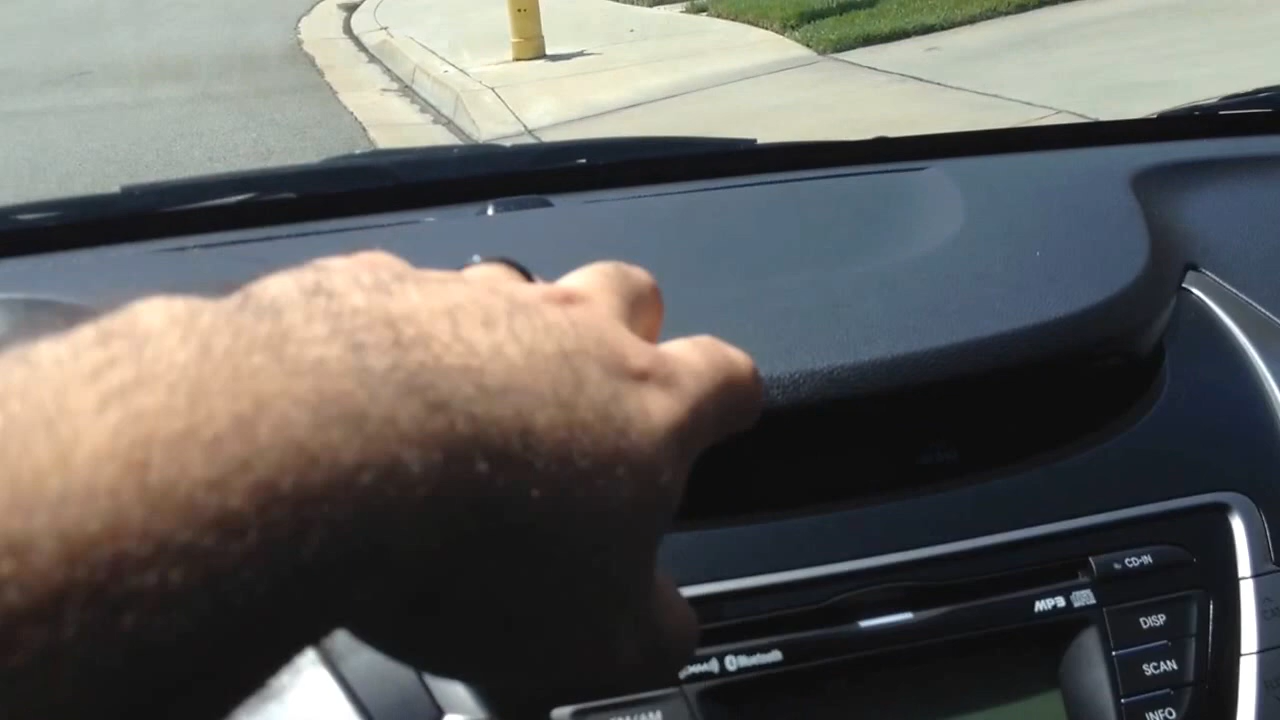 CD-IN
MP3
DISP
Bluetooth
SCAN
INFO